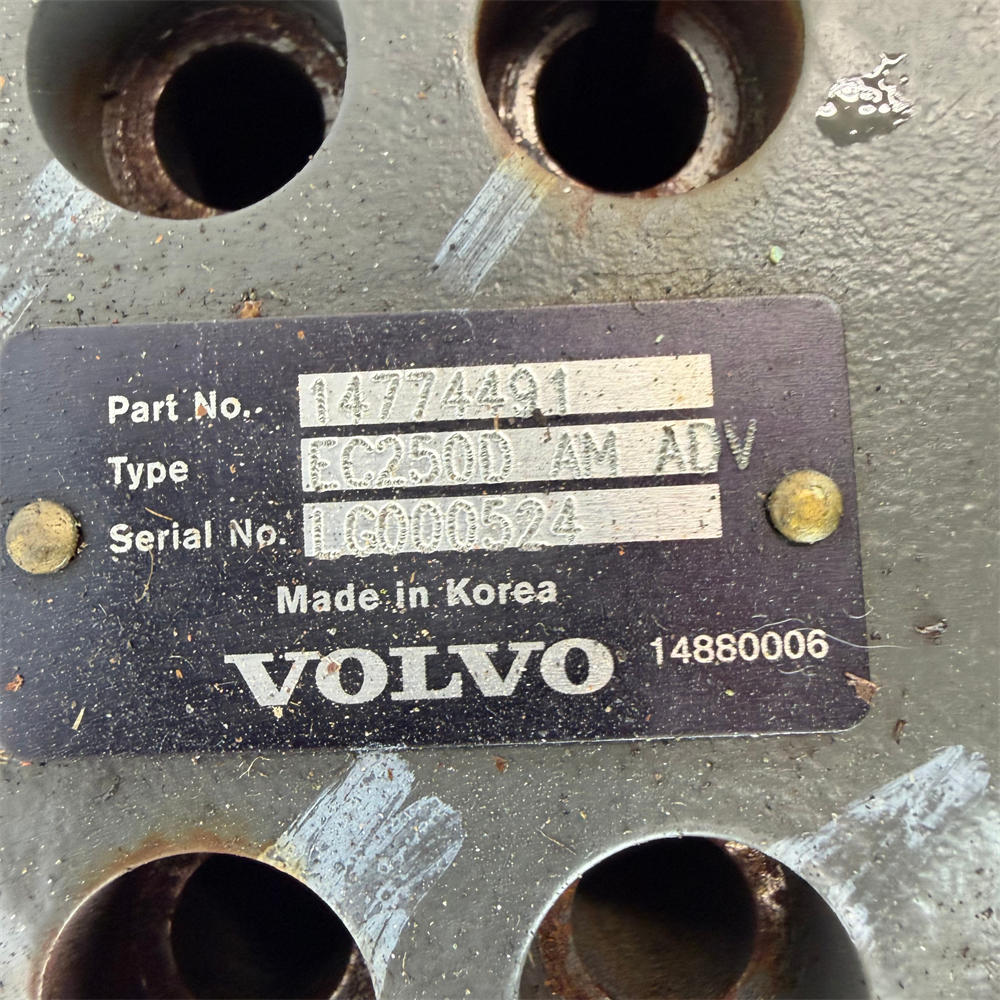 Part No. 14774491
Type EC250D AM ADV
Serial No. LG000524
Made in Korea
VOLVO 14880006